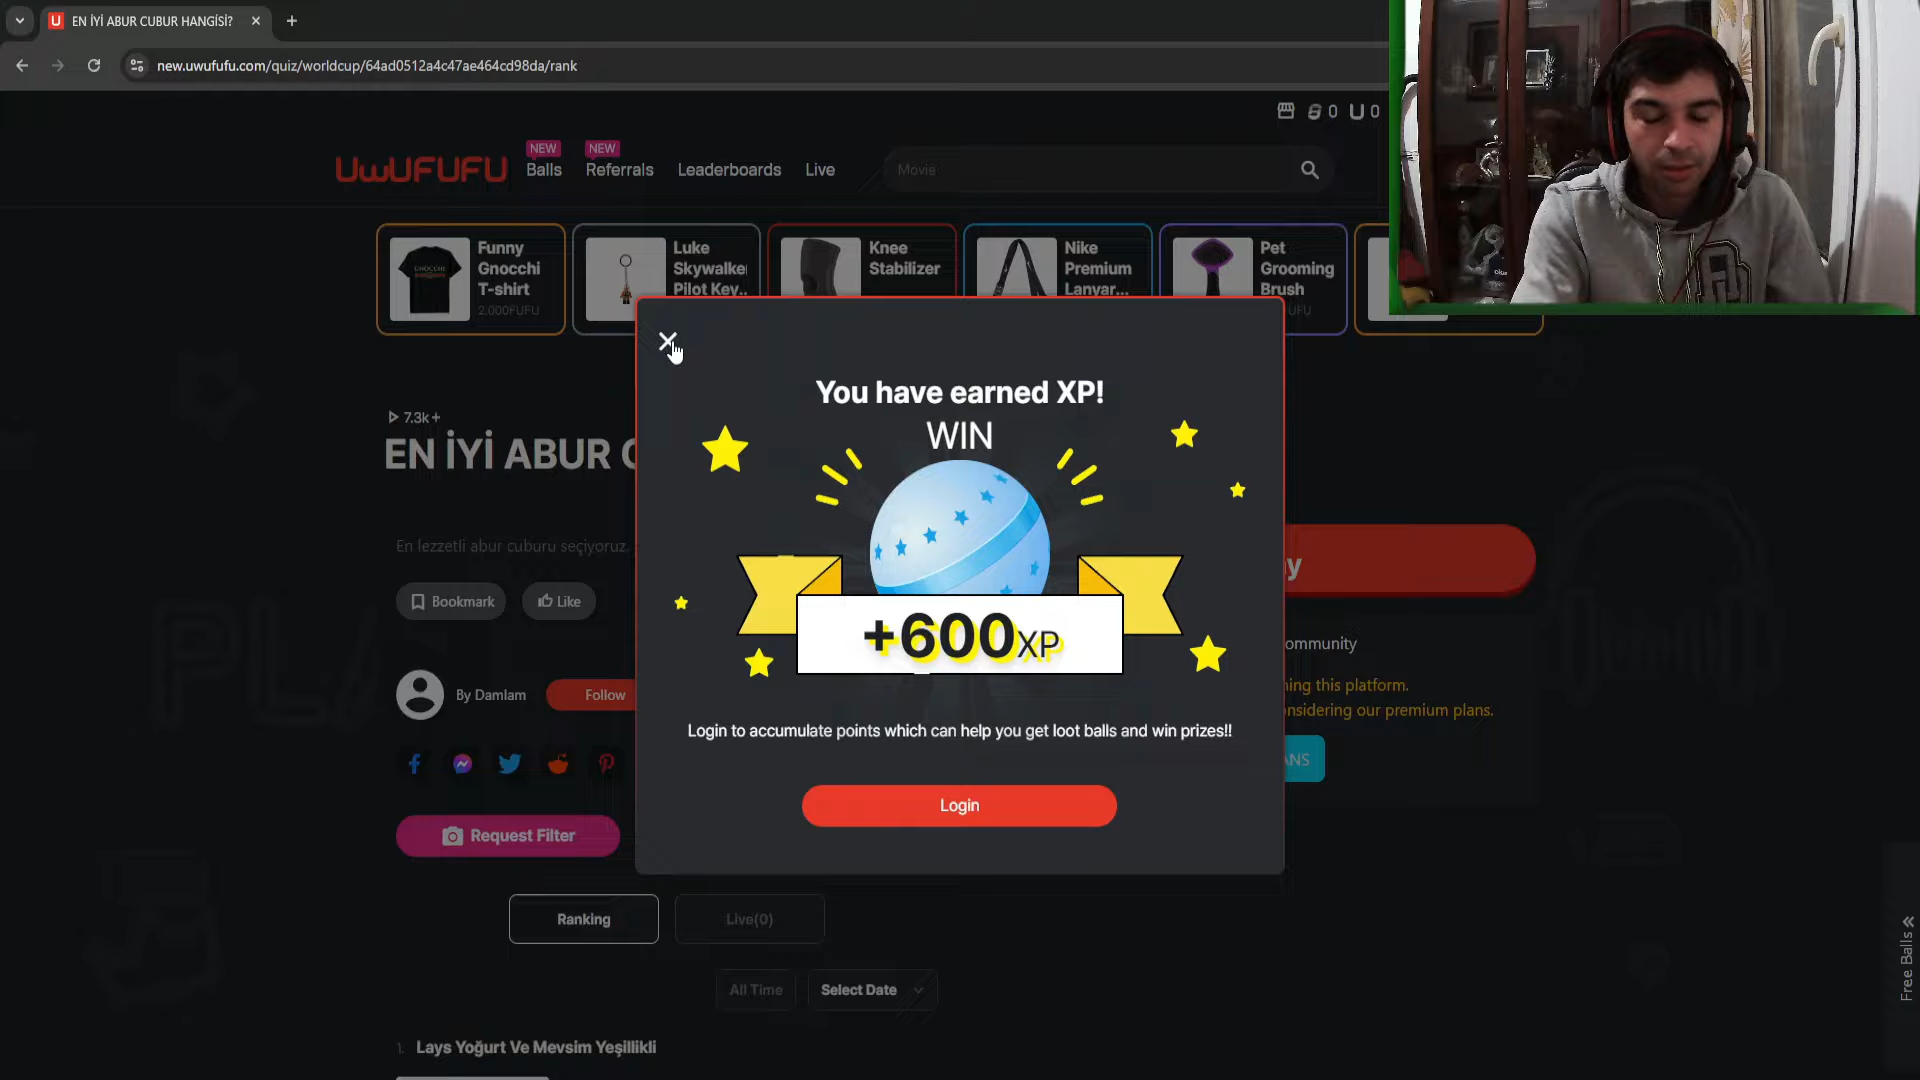 EN İYİ ABUR CUBUR HANGİSİ?
new.uwufufu.com/quiz/worldcup/64ad0512a4c47ae464cd98da/rank
0 0
UwUFUFU
NEW
Balls
NEW
Referrals
Leaderboards
Live
Movie
Funny
Gnocchi
T-shirt
2.000FUFU
Luke
Skywalke
Pilot Key..
Knee
Stabilizer
Nike
Premium
Lanyar...
Pet
Grooming
Brush
UFU
7.3k+
EN İYİ ABUR
En lezzetli abur cuburu seçiyoruz.
Bookmark
Like
By Damlam
Follow
Request Filter
You have earned XP!
WIN
+600XP
Login to accumulate points which can help you get loot balls and win prizes!!
Login
y
ommunity
ing this platform.
nsidering our premium plans.
ANS
Ranking
Live(0)
All Time
Select Date
1. Lays Yoğurt Ve Mevsim Yeşillikli
Free Balls